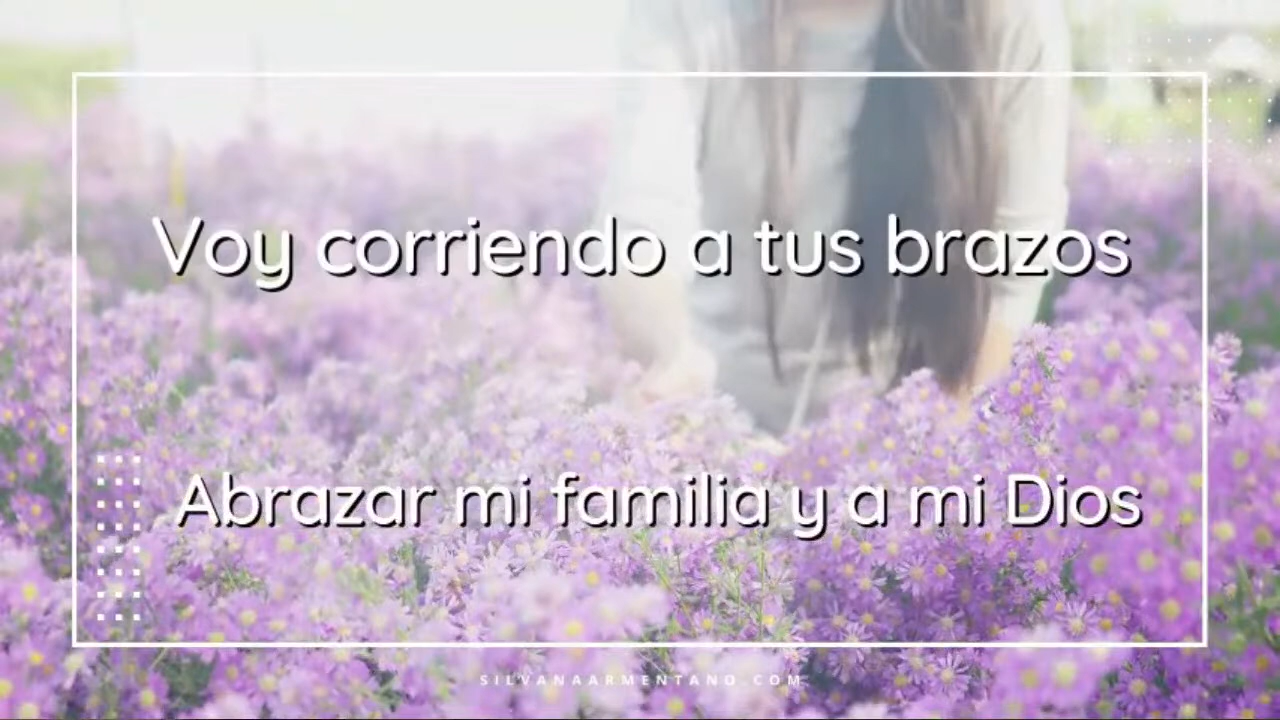 Voy corriendo a tus brazos
Abrazar mi familia y a mi Dios
SILVANAARMENTANO.COM